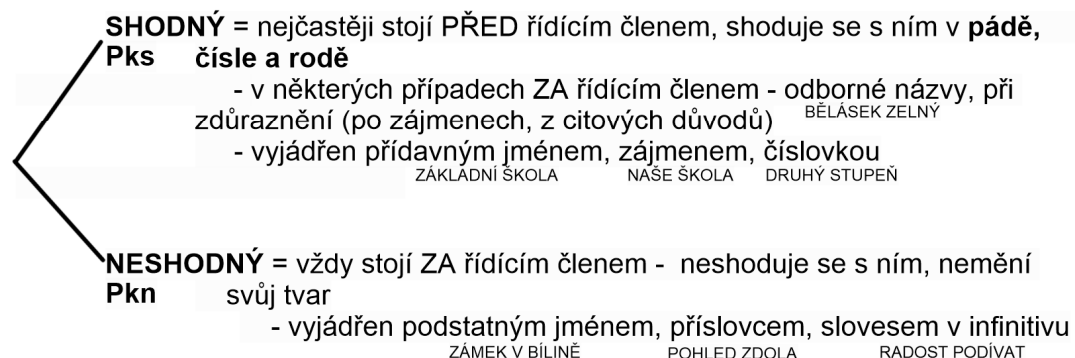 SHODNÝ = nejčastěji stojí PŘED řídícím členem, shoduje se s ním v pádě,
Pks čísle a rodě
- v některých případech ZA řídícím členem - odborné názvy, při
BĚLÁSEK ZELNÝ
zdůraznění (po zájmenech, z citových důvodů)
- vyjádřen přídavným jménem, zájmenem, číslovkou
ZÁKLADNÍ ŠKOLA NAŠE ŠKOLA DRUHÝ STUPEŇ
NESHODNÝ = vždy stojí ZA řídícím členem - neshoduje se s ním, nemění
Pkn svůj tvar
- vyjádřen podstatným jménem, příslovcem, slovesem v infinitivu
ZÁMEK V BÍLINĚ POHLED ZDOLA RADOST PODÍVAT